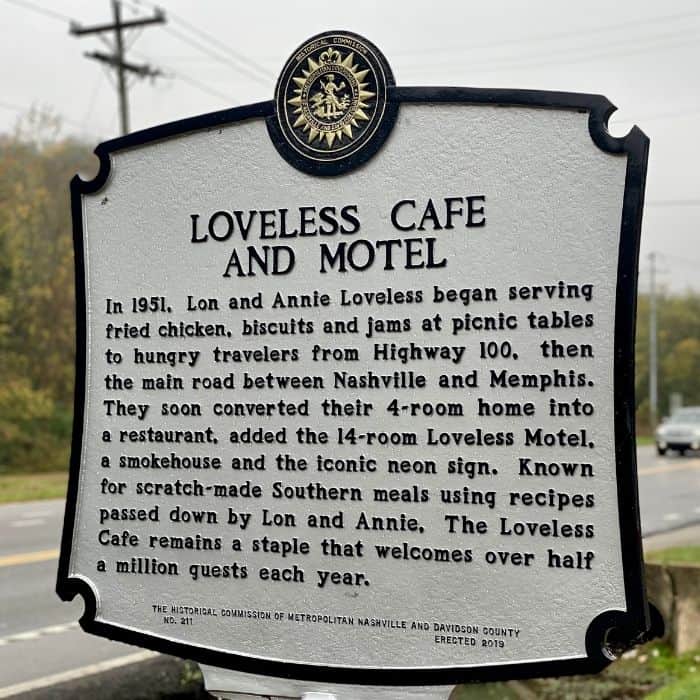 HISTORICAL COMMISSION
LOVELESS CAFE
AND MOTEL
In 1951, Lon and Annie Loveless began serving
fried chicken, biscuits and jams at picnic tables
to hungry travelers from Highway 100, then
the main road between Nashville and Memphis.
They soon converted their 4-room home into
a restaurant, added the 14-room Loveless Motel,
a smokehouse and the iconic neon sign. Known
for scratch-made Southern meals using recipes
passed down by Lon and Annie, The Loveless
Cafe remains a staple that welcomes over half
a million guests each year.
THE HISTORICAL COMMISSION OF METROPOLITAN NASHVILLE AND DAVIDSON COUNTY
NO. 211
ERECTED 2019